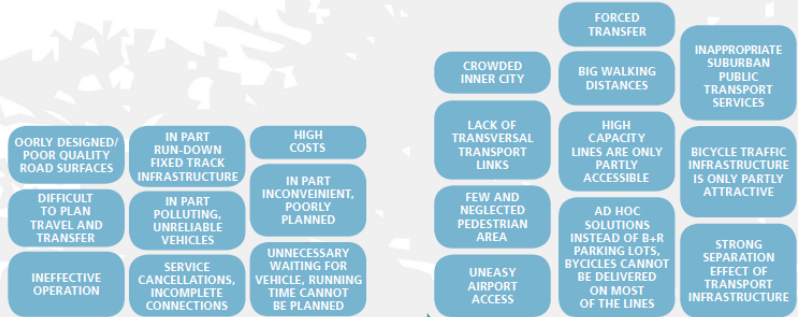 OORLY DESIGNED/
POOR QUALITY
ROAD SURFACES
DIFFICULT
TO PLAN
TRAVEL AND
TRANSFER
INEFFECTIVE
OPERATION
IN PART
RUN-DOWN
FIXED TRACK
INFRASTRUCTURE
IN PART
POLLUTING,
UNRELIABLE
VEHICLES
SERVICE
CANCELLATIONS,
INCOMPLETE
CONNECTIONS
HIGH
COSTS
IN PART
INCONVEINIENT,
POORLY
PLANNED
UNNECESSARY
WAITING FOR
VEHICLE, RUNNING
TIME CANNOT
BE PLANNED
CROWDED
INNER CITY
LACK OF
TRANSVERSAL
TRANSPORT
LINKS
FEW AND
NEGLECTED
PEDESTRIAN
AREA
UNEASY
AIRPORT
ACCESS
FORCED
TRANSFER
BIG WALKING
DISTANCES
HIGH
CAPACITY
LINES ARE ONLY
PARTLY
ACCESSIBLE
AD HOC
SOLUTIONS
INSTEAD OF B+R
PARKING LOTS,
BYCICLES CANNOT
BE DELIVERED
ON MOST
OF THE LINES
INAPPROPRIATE
SUBURBAN
PUBLIC
TRANSPORT
SERVICES
BICYCLE TRAFFIC
INFRASTRUCTURE
IS ONLY PARTLY
ATTRACTIVE
STRONG
SEPARATION
EFFECT OF
TRANSPORT
INFRASTRUCTURE